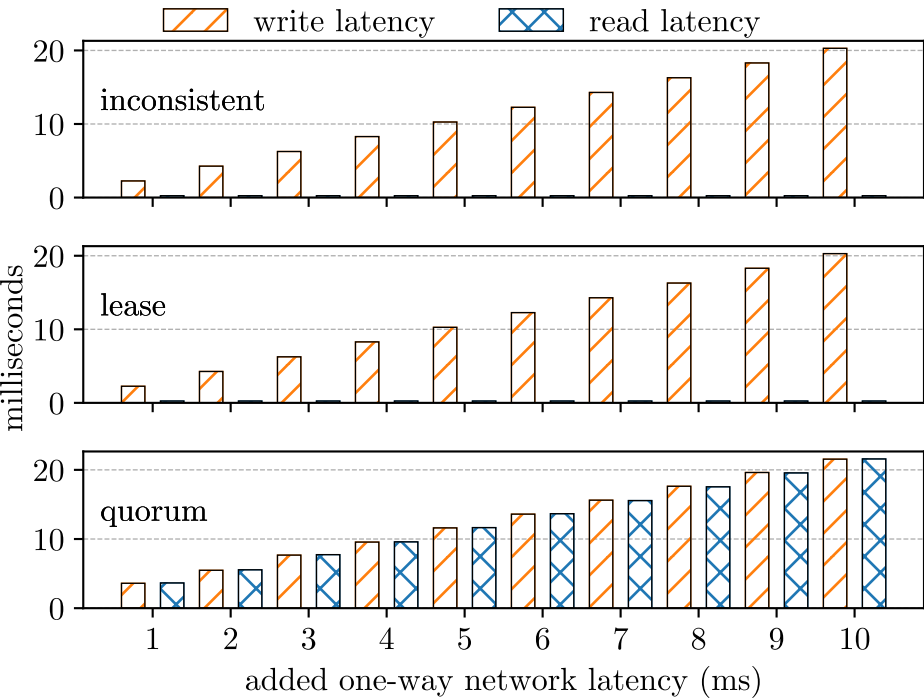 write latency read latency
20
inconsistent
10
0
20
lease
10
0
milliseconds
20
quorum
10
0
1 2 3 4 5 6 7 8 9 10
added one-way network latency (ms)